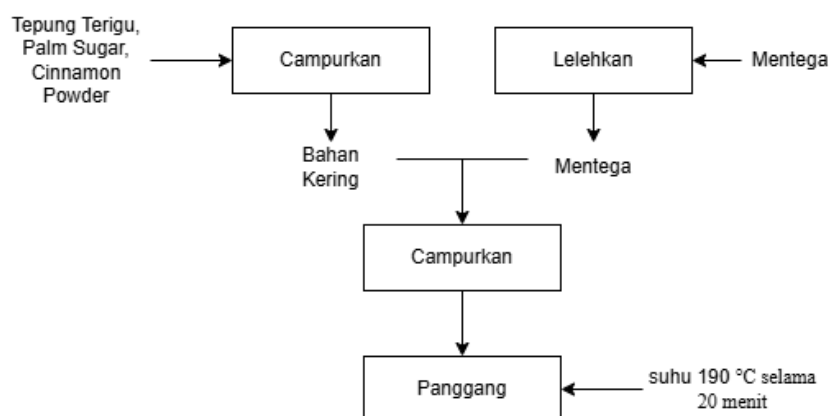 Tepung Terigu,
Palm Sugar,
Cinnamon
Powder
Campurkan
Lelehkan
Mentega
Bahan
Kering
Mentega
Campurkan
Panggang
suhu 190 °C selama
20 menit